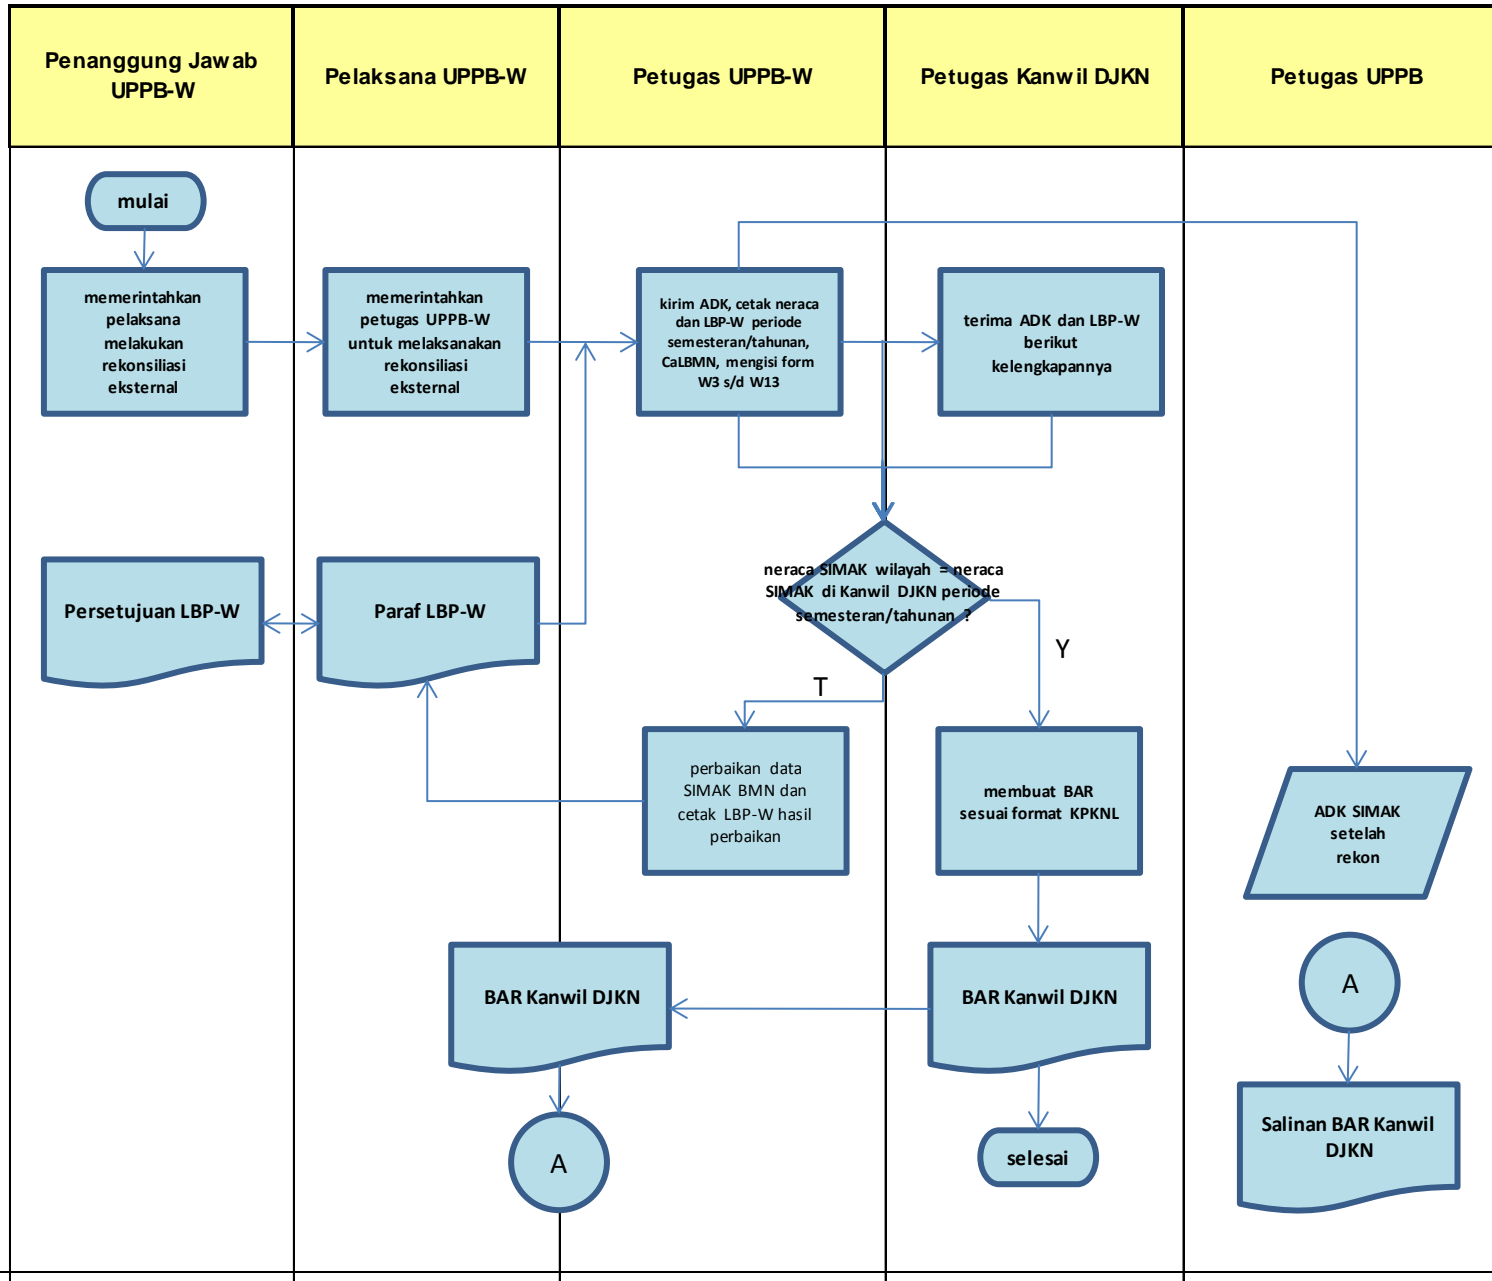 Penanggung Jawab
UPPB-W
Pelaksana UPPB-W
Petugas UPPB-W
Petugas Kanwil DJKN
Petugas UPPB
mulai
memerintahkan
pelaksana
melakukan
rekonsiliasi
eksternal
memerintahkan
petugas UPPB-W
untuk melaksanakan
rekonsiliasi
eksternal
kirim ADK, cetak neraca
dan LBP-W periode
semesteran/tahunan,
CaLBMN, mengisi form
W3 s/d W13
terima ADK dan LBP-W
berikut
kelengkapannya
Persetujuan LBP-W
Paraf LBP-W
neraca SIMAK wilayah = neraca
SIMAK di Kanwil DJKN periode
semesteran/tahunan ?
Y
T
perbaikan data
SIMAK BMN dan
cetak LBP-W hasil
perbaikan
membuat BAR
sesuai format KPKNL
ADK SIMAK
setelah
rekon
BAR Kanwil DJKN
BAR Kanwil DJKN
A
A
selesai
Salinan BAR Kanwil
DJKN